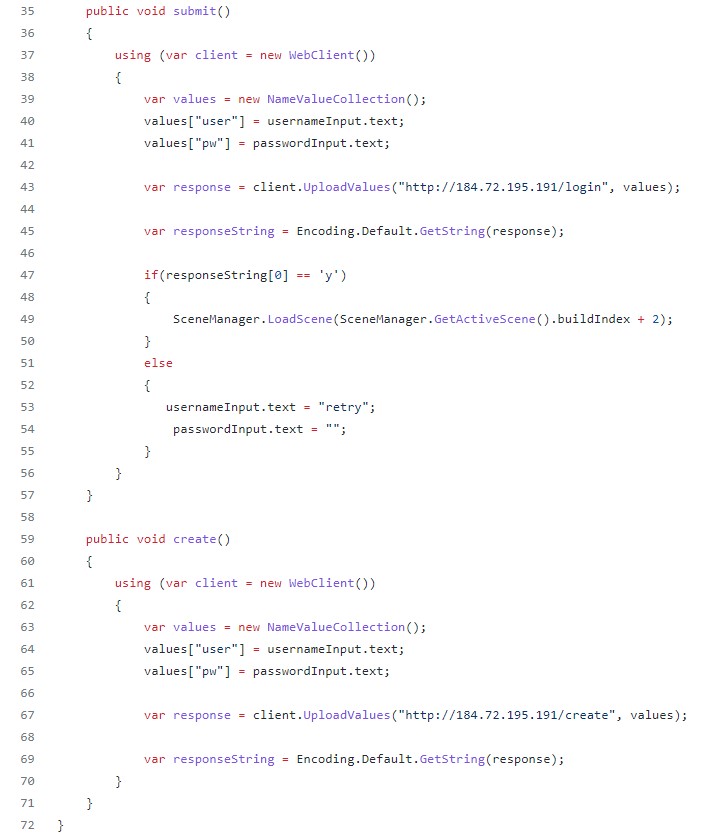 35 public void submit()
36 {
37 using (var client = new WebClient())
38 {
39 var values = new NameValueCollection();
40 values["user"] = usernameInput.text;
41 values["pw"] = passwordInput.text;
42
43 var response = client.UploadValues("http://184.72.195.191/login", values);
44
45 var responseString = Encoding.Default.GetString(response);
46
47 if(responseString[0] == 'y')
48 {
49 SceneManager.LoadScene(SceneManager.GetActiveScene().buildIndex + 2);
50 }
51 else
52 {
53 usernameInput.text = "retry";
54 passwordInput.text = "";
55 }
56 }
57 }
58
59 public void create()
60 {
61 using (var client = new WebClient())
62 {
63 var values = new NameValueCollection();
64 values["user"] = usernameInput.text;
65 values["pw"] = passwordInput.text;
66
67 var response = client.UploadValues("http://184.72.195.191/create", values);
68
69 var responseString = Encoding.Default.GetString(response);
70 }
71 }
72 }